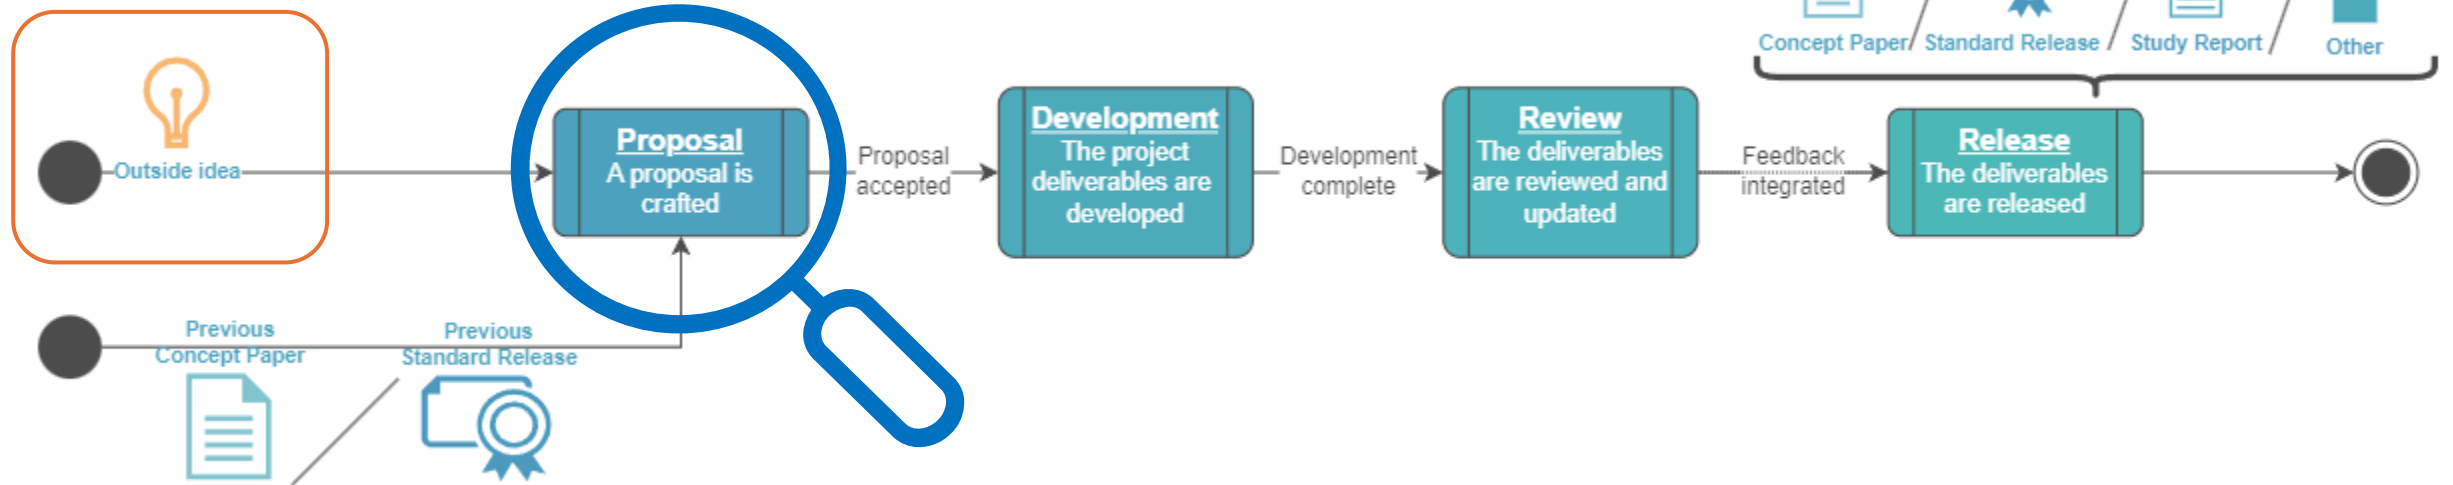 Concept Paper
Standard Release
Study Report
Other
Outside idea
Proposal
A proposal is
crafted
Proposal
accepted
Development
The project
deliverables are
developed
Development
complete
Review
The deliverables
are reviewed and
updated
Feedback
integrated
Release
The deliverables
are released
Previous
Concept Paper
Previous
Standard Release